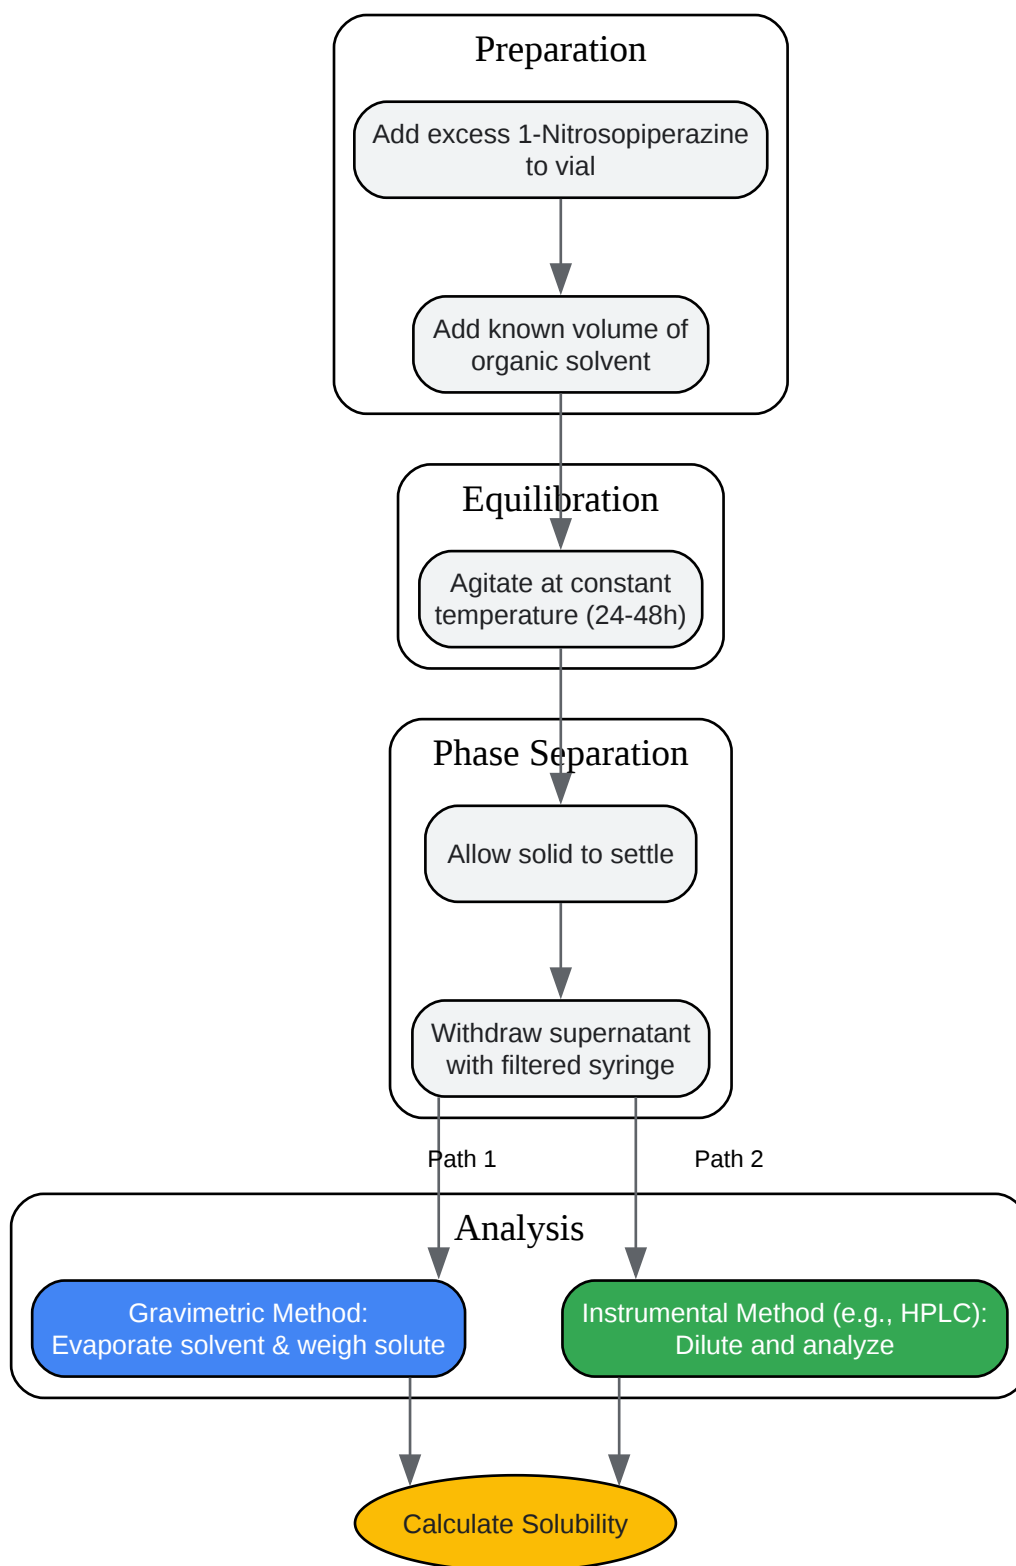 Preparation
Add excess 1-Nitrosopiperazine
to vial
Add known volume of
organic solvent
Equilibration
Agitate at constant
temperature (24-48h)
Phase Separation
Allow solid to settle
Withdraw supernatant
with filtered syringe
Path 1
Path 2
Analysis
Gravimetric Method:
Evaporate solvent & weigh solute
Instrumental Method (e.g., HPLC):
Dilute and analyze
Calculate Solubility